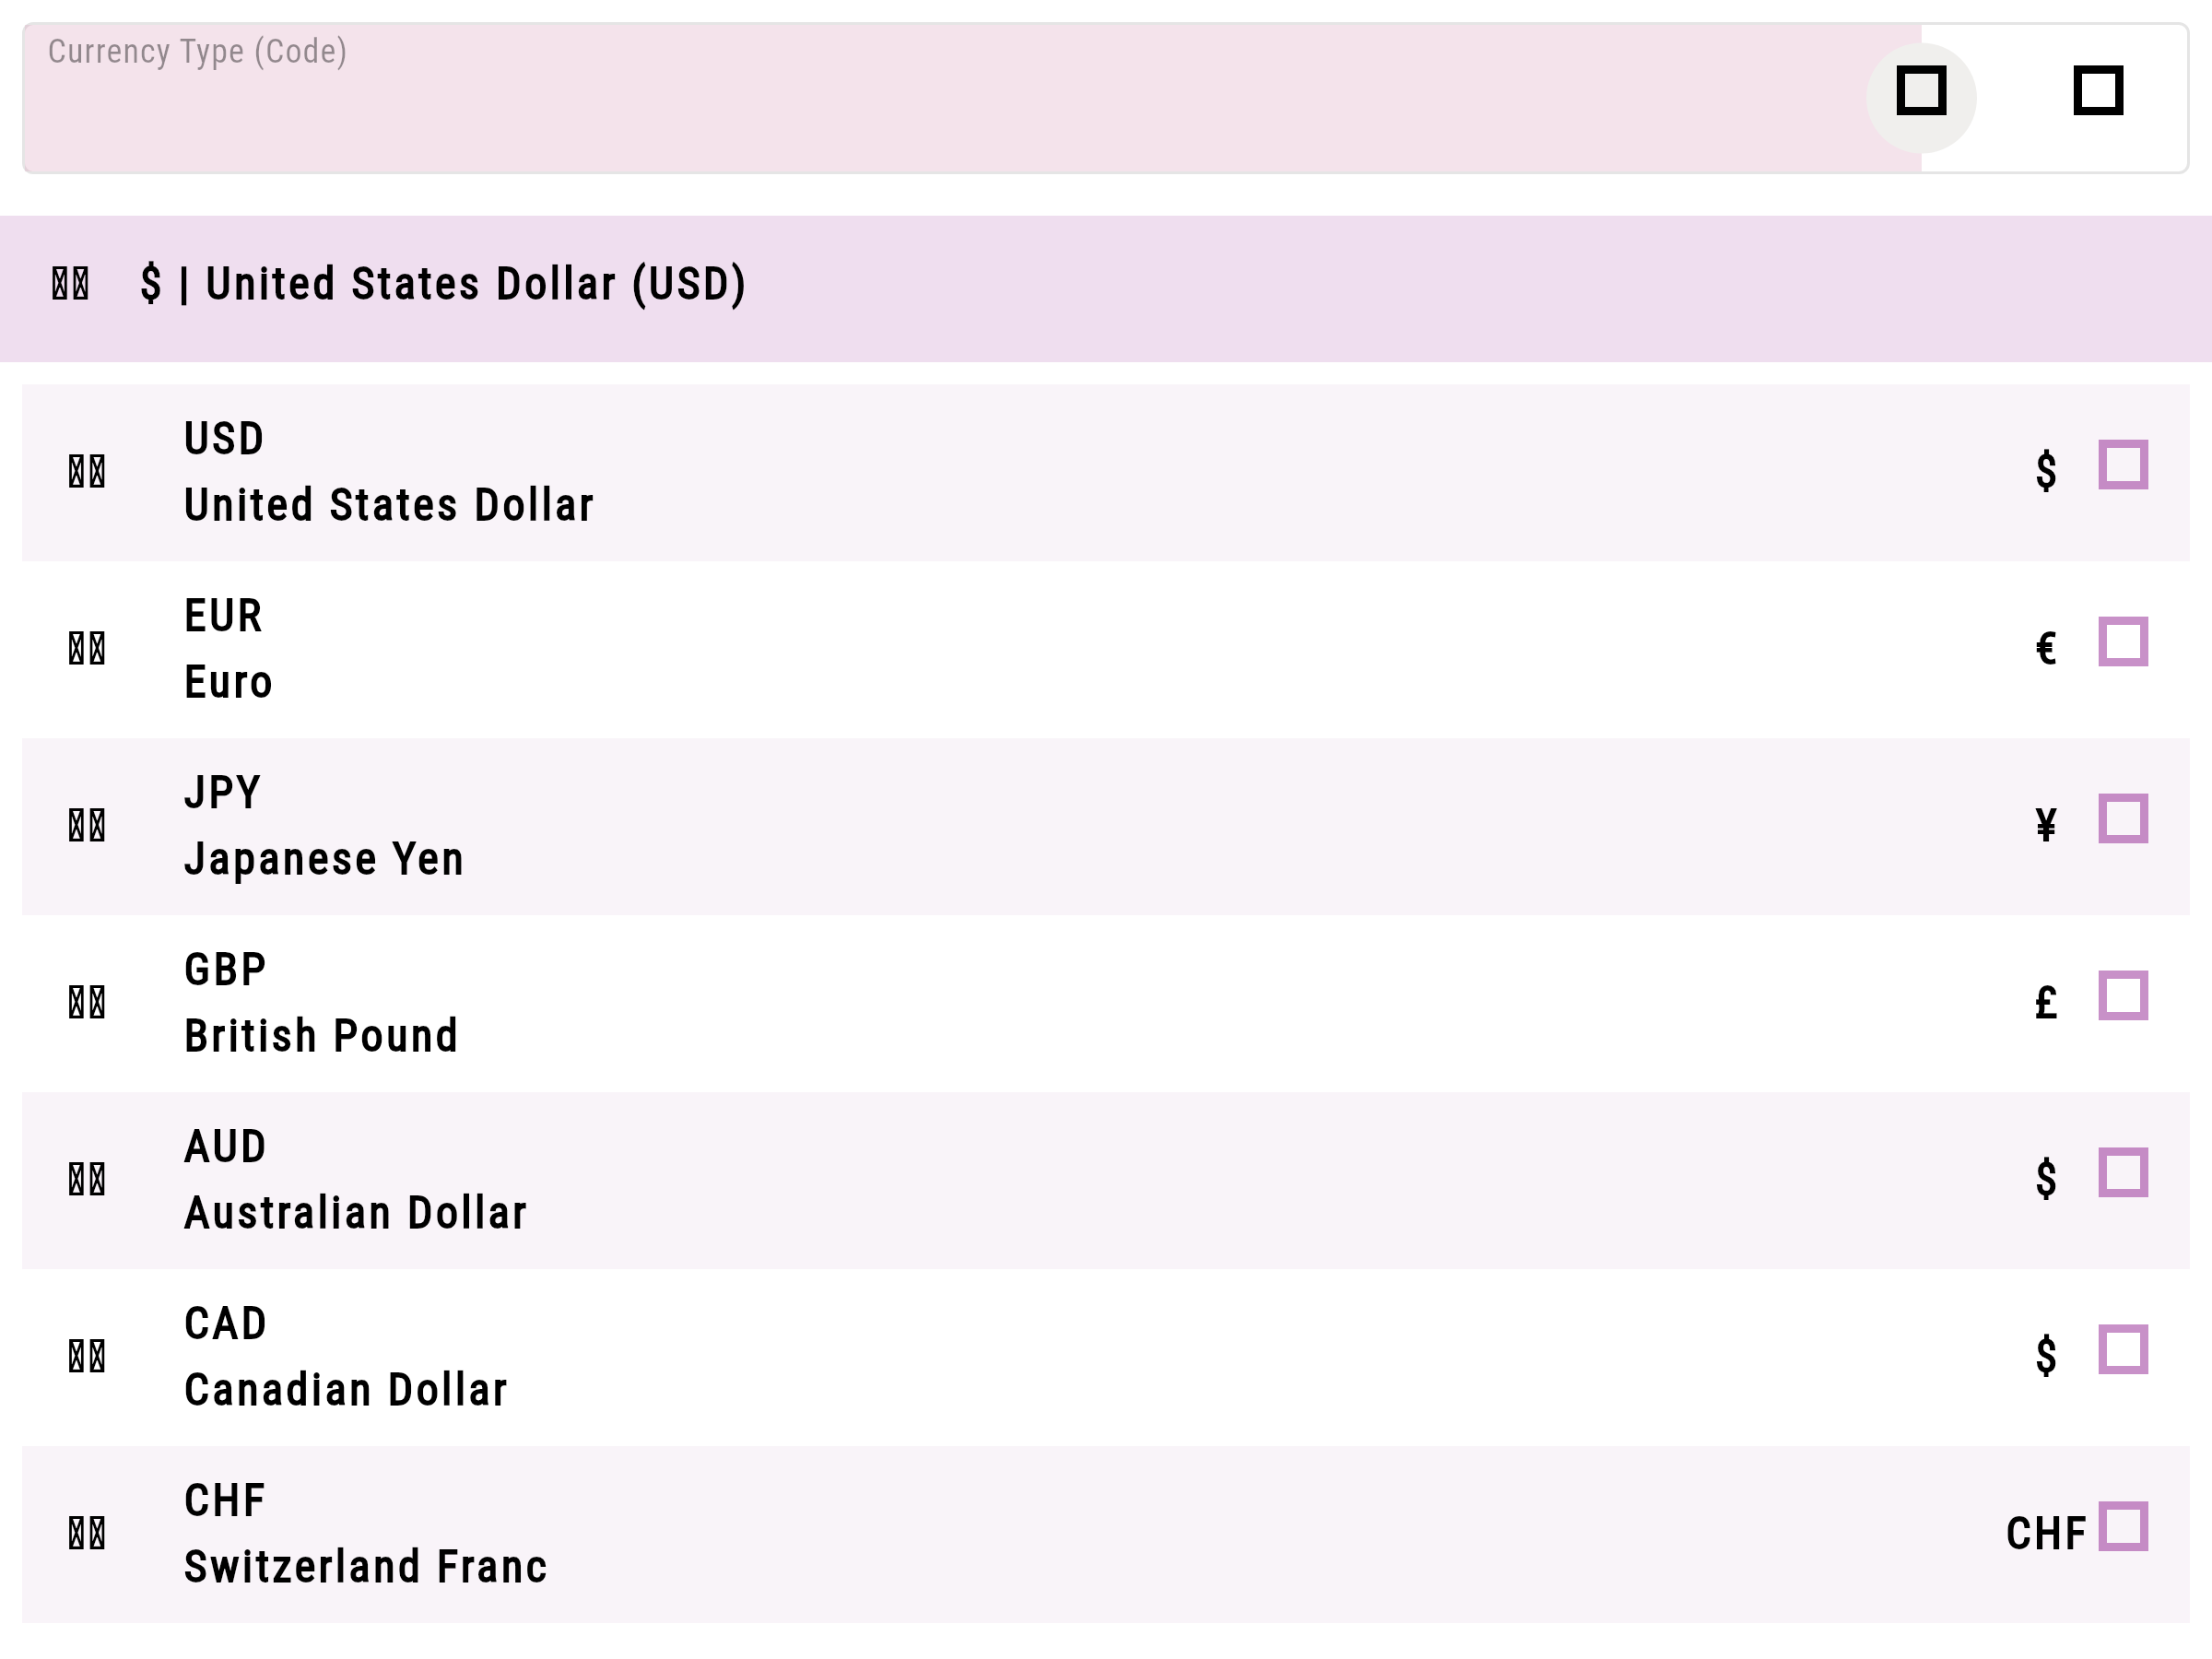 Currency Type (Code)
$ | United States Dollar (USD)
USD
United States Dollar
$
EUR
Euro
€
JPY
Japanese Yen
¥
GBP
British Pound
£
AUD
Australian Dollar
$
CAD
Canadian Dollar
$
CHF
Switzerland Franc
CHF